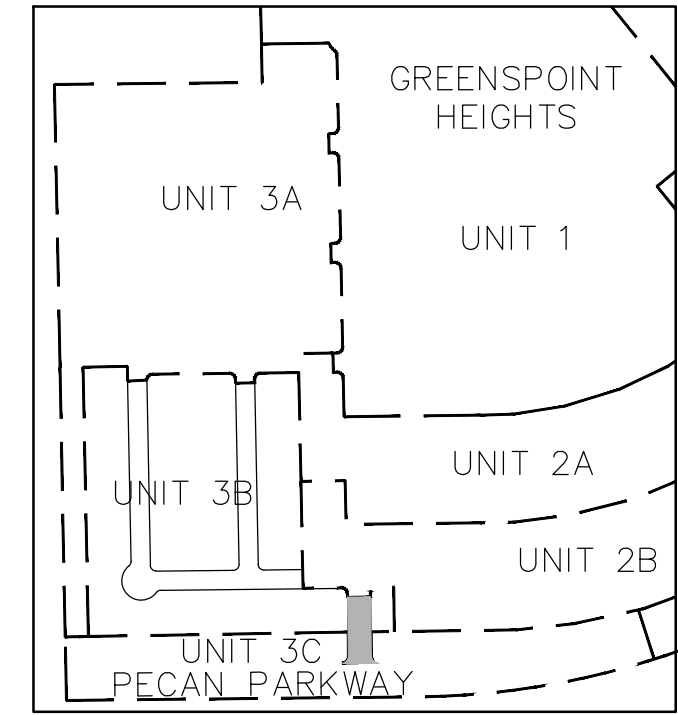 GREENSPOINT
HEIGHTS
UNIT 3A
UNIT 1
UNIT 2A
UNIT 3B
UNIT 2B
UNIT 3C
PECAN PARKWAY